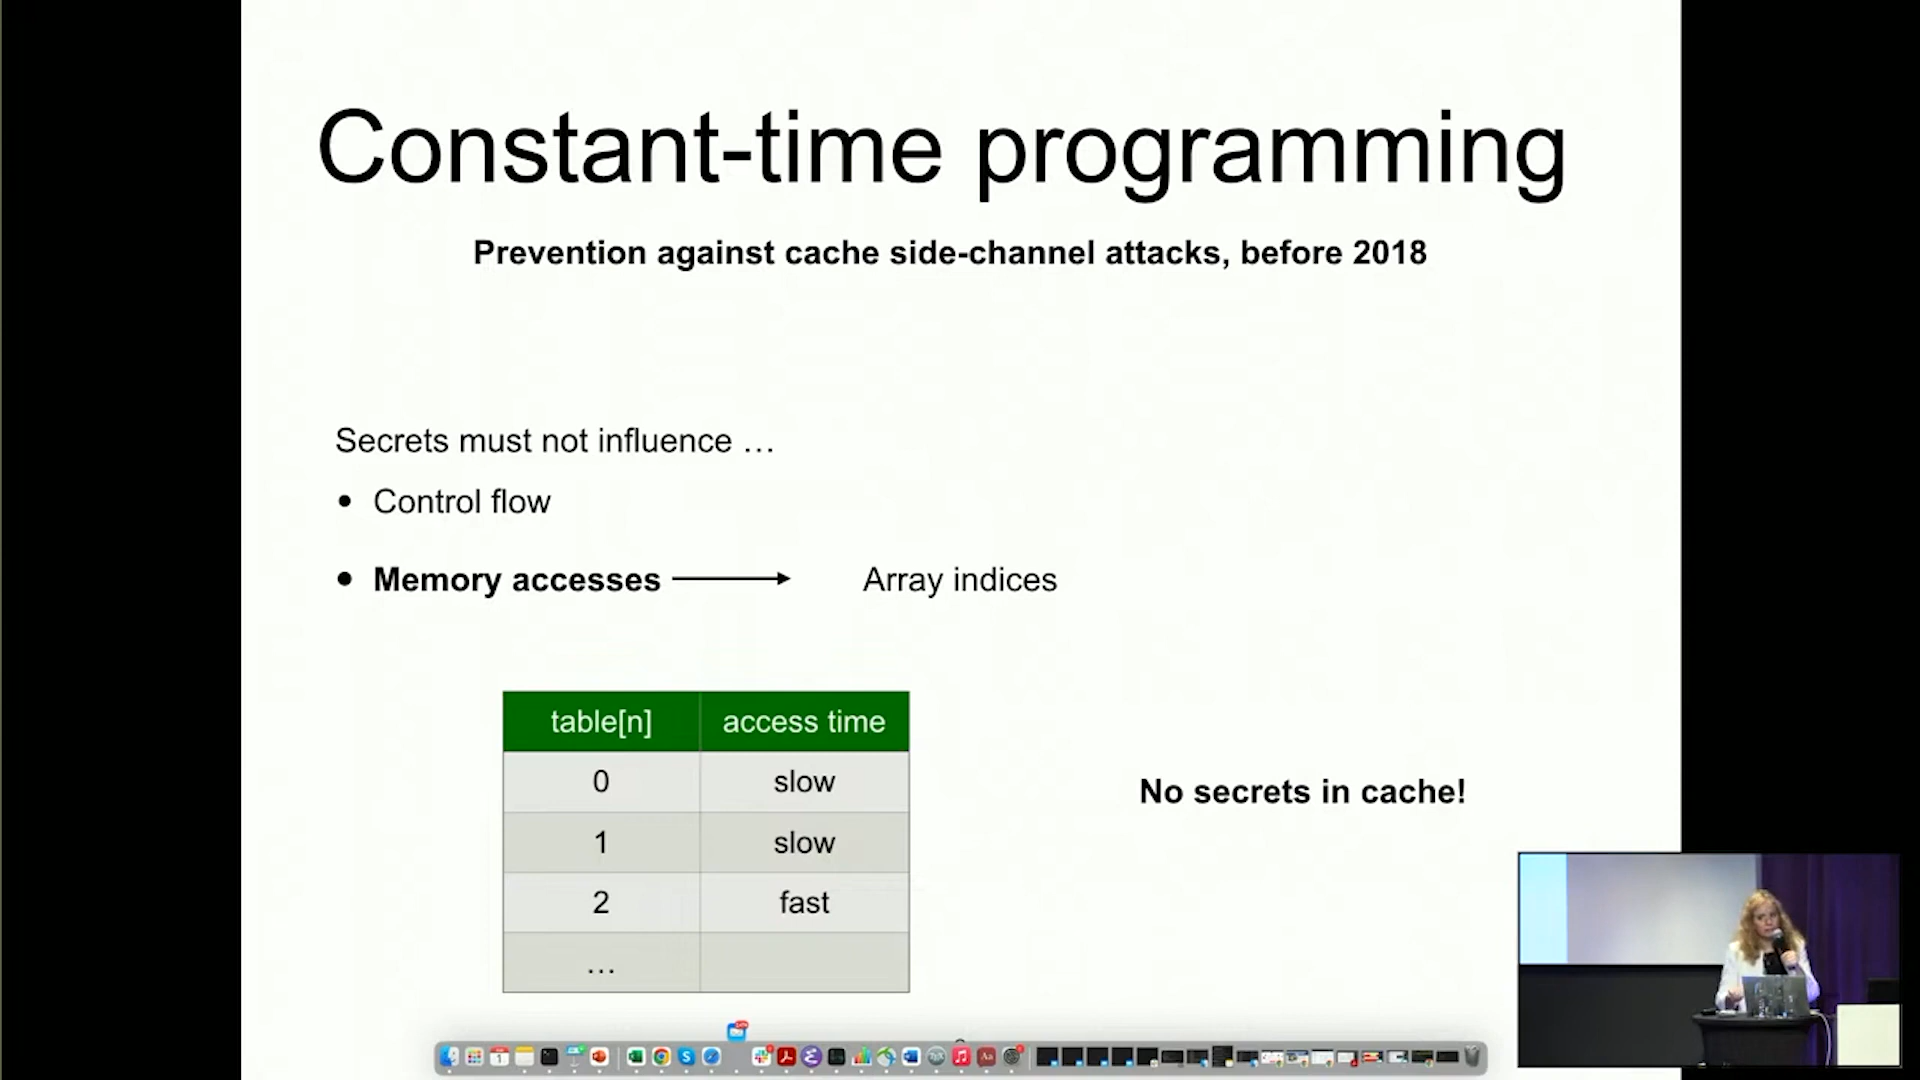 Constant-time programming
Prevention against cache side-channel attacks, before 2018
Secrets must not influence …
• Control flow
• Memory accesses
Array indices
table[n] access time
0 slow
1 slow
2 fast
…
No secrets in cache!